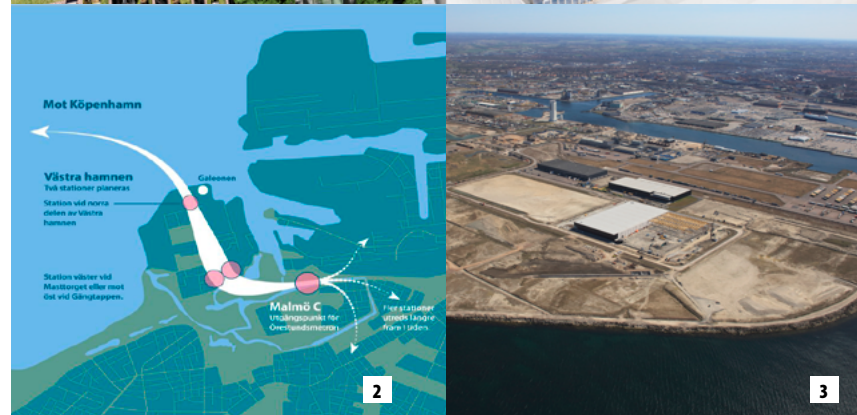 Mot Köpenhamn
Västra hamnen
Två stationer planeras
Station vid norra
delen av Västra
hamnen
Galeonen
Station väster vid
Masttorget eller mot
öst vid Gängtappen.
Malmö C
Utgångspunkt för
Öresundsmetron
Fler stationer
utreds längre
fram i tiden.
2
3